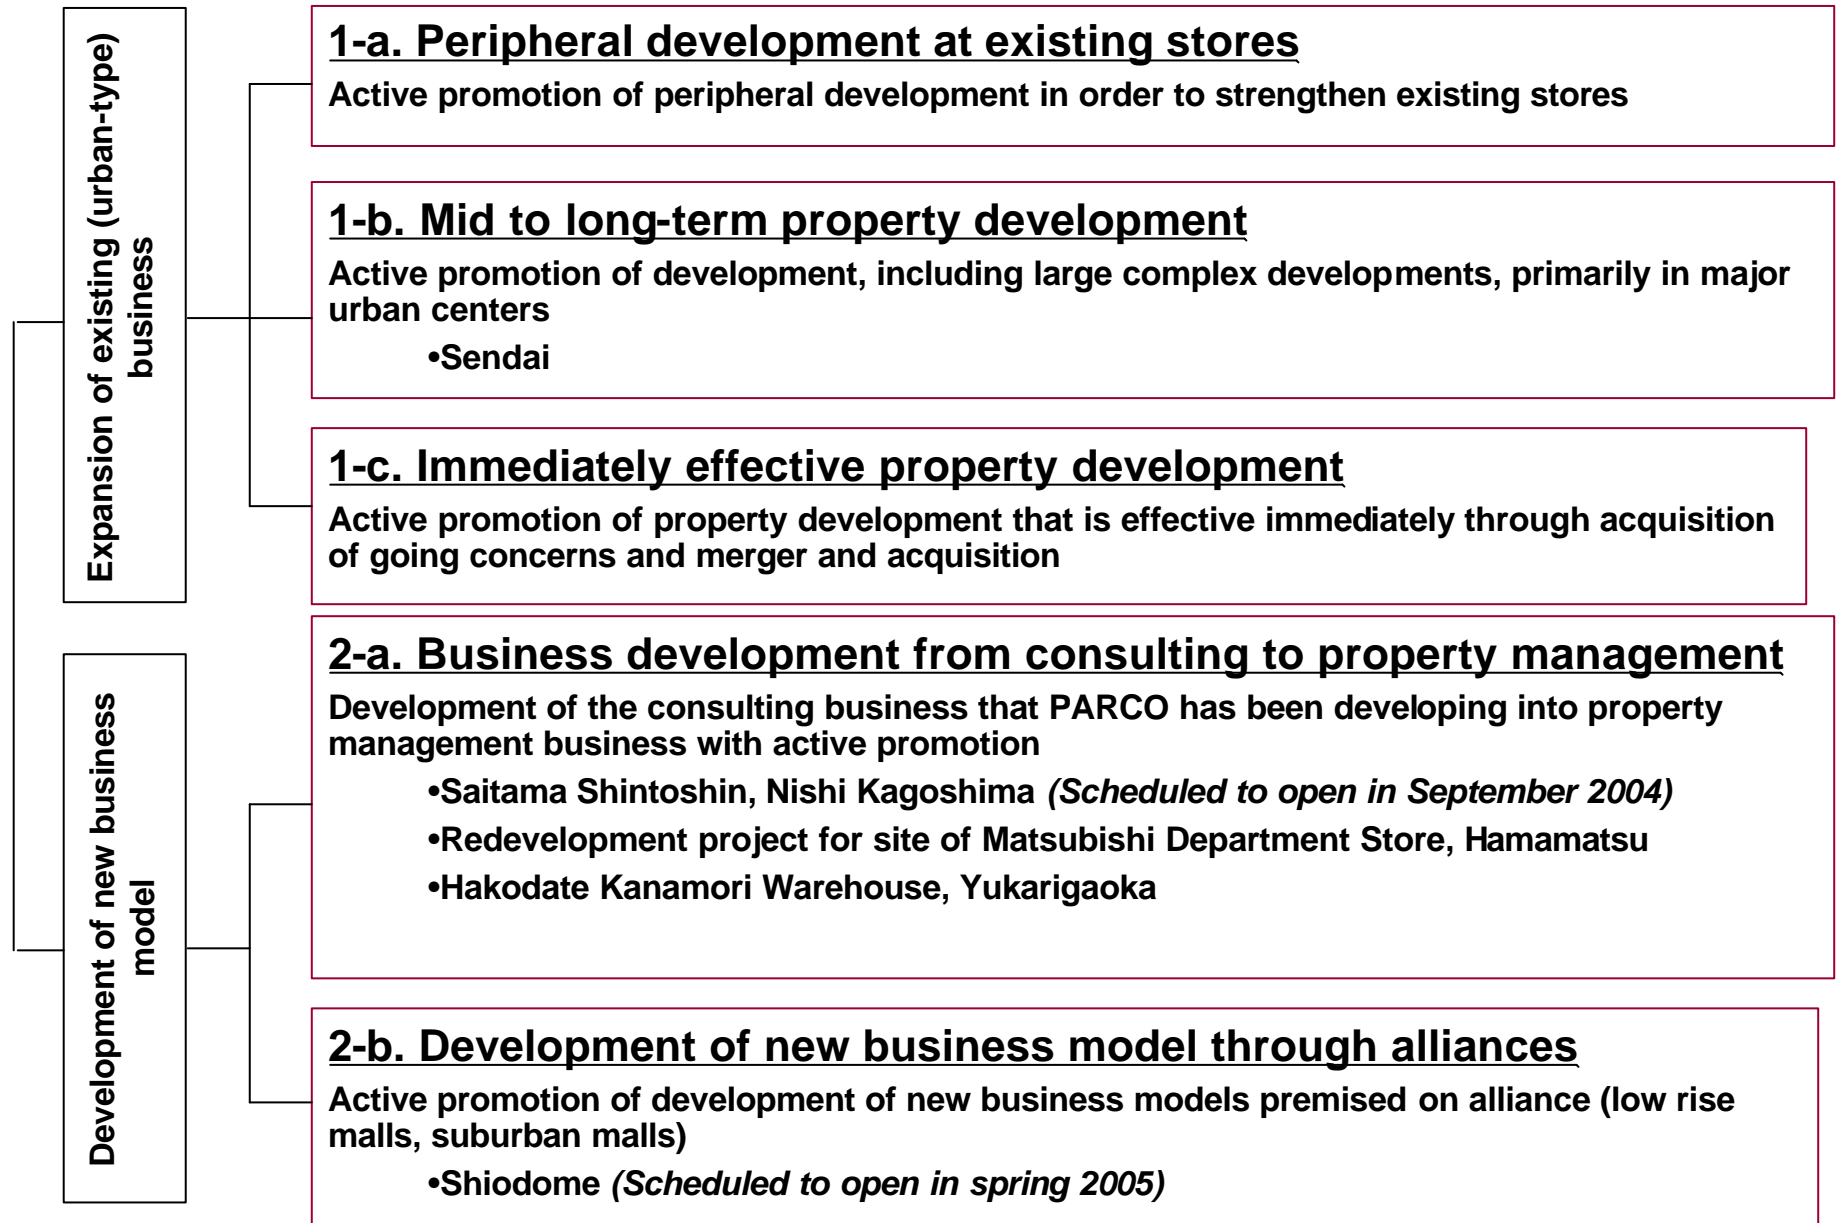 Expansion of existing (urban-type)
business
1-a. Peripheral development at existing stores
Active promotion of peripheral development in order to strengthen existing stores
1-b. Mid to long-term property development
Active promotion of development, including large complex developments, primarily in major
urban centers
•Sendai
1-c. Immediately effective property development
Active promotion of property development that is effective immediately through acquisition
of going concerns and merger and acquisition
Development of new business
model
2-a. Business development from consulting to property management
Development of the consulting business that PARCO has been developing into property
management business with active promotion
•Saitama Shintoshin, Nishi Kagoshima (Scheduled to open in September 2004)
•Redevelopment project for site of Matsubishi Department Store, Hamamatsu
•Hakodate Kanamori Warehouse, Yukarigaoka
2-b. Development of new business model through alliances
Active promotion of development of new business models premised on alliance (low rise
malls, suburban malls)
•Shiodome (Scheduled to open in spring 2005)